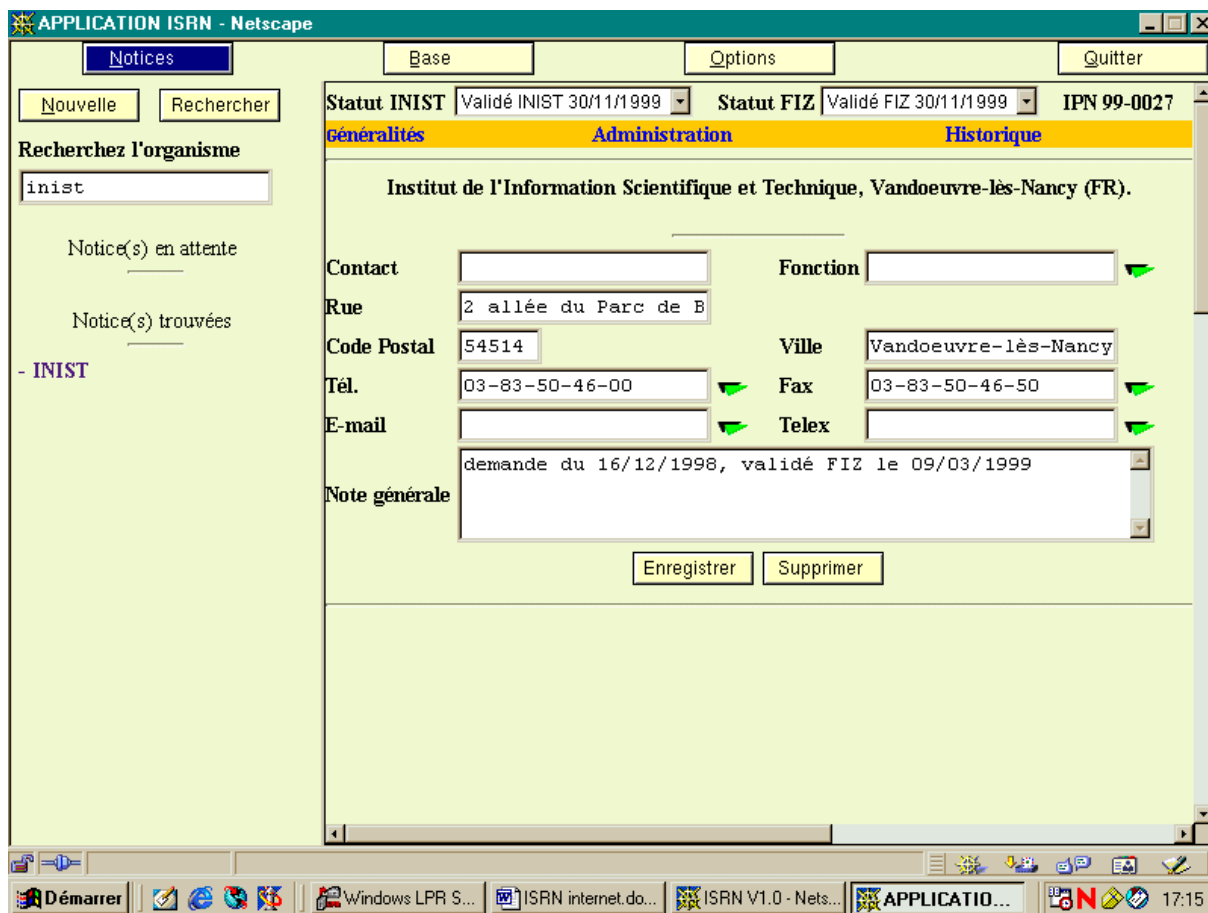 APPLICATION ISRN - Netscape
Notices Base Options Quitter
Nouvelle Rechercher
Statut INIST Validé INIST 30/11/1999 Statut FIZ Validé FIZ 30/11/1999 IPN 99-0027
Généralités Administration Historique
Recherchez l'organisme
inist
Institut de l'Information Scientifique et Technique, Vandoeuvre-lès-Nancy (FR).
Notice(s) en attente
Contact Fonction
Rue 2 allée du Parc de B
Notice(s) trouvées
Code Postal 54514 Ville Vandoeuvre-lès-Nancy
- INIST
Tél. 03-83-50-46-00 Fax 03-83-50-46-50
E-mail Telex
Note générale demande du 16/12/1998, validé FIZ le 09/03/1999
Enregistrer Supprimer
Démarrer Windows LPR S... ISRN internet.do... ISRN V1.0 - Nets... APPLICATIO... N 17:15